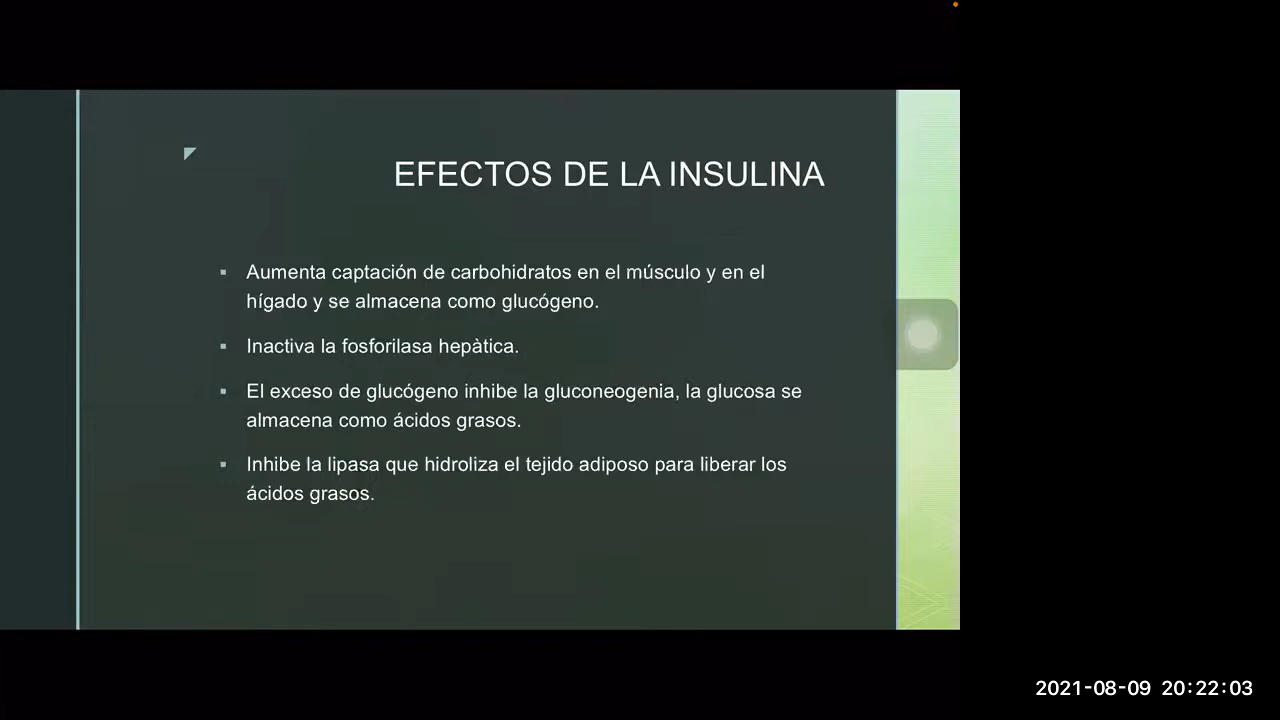 EFECTOS DE LA INSULINA
▪ Aumenta captación de carbohidratos en el músculo y en el
hígado y se almacena como glucógeno.
▪ Inactiva la fosforilasa hepàtica.
▪ El exceso de glucógeno inhibe la gluconeogenia, la glucosa se
almacena como ácidos grasos.
▪ Inhibe la lipasa que hidroliza el tejido adiposo para liberar los
ácidos grasos.
2021-08-09 20:22:03